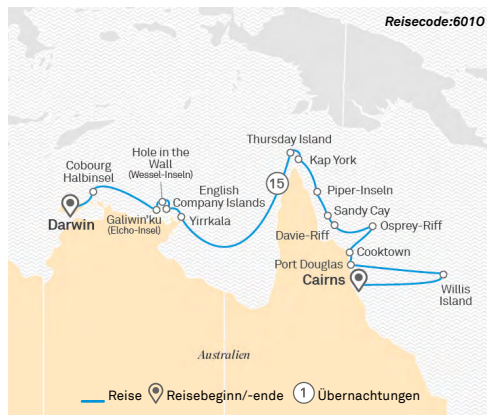 Reisecode:601O
Thursday Island
Kap York
Hole in the
Wall
(Wessel-Inseln)
Cobourg
Halbinsel
English
Company Islands
15
Piper-Inseln
Darwin
Galiwin'ku
(Elcho-Insel)
Yirrkala
Sandy Cay
Osprey-Riff
Davie-Riff
Cooktown
Port Douglas
Cairns
Willis
Island
Australien
Reise Reisebeginn/-ende 1 Übernachtungen